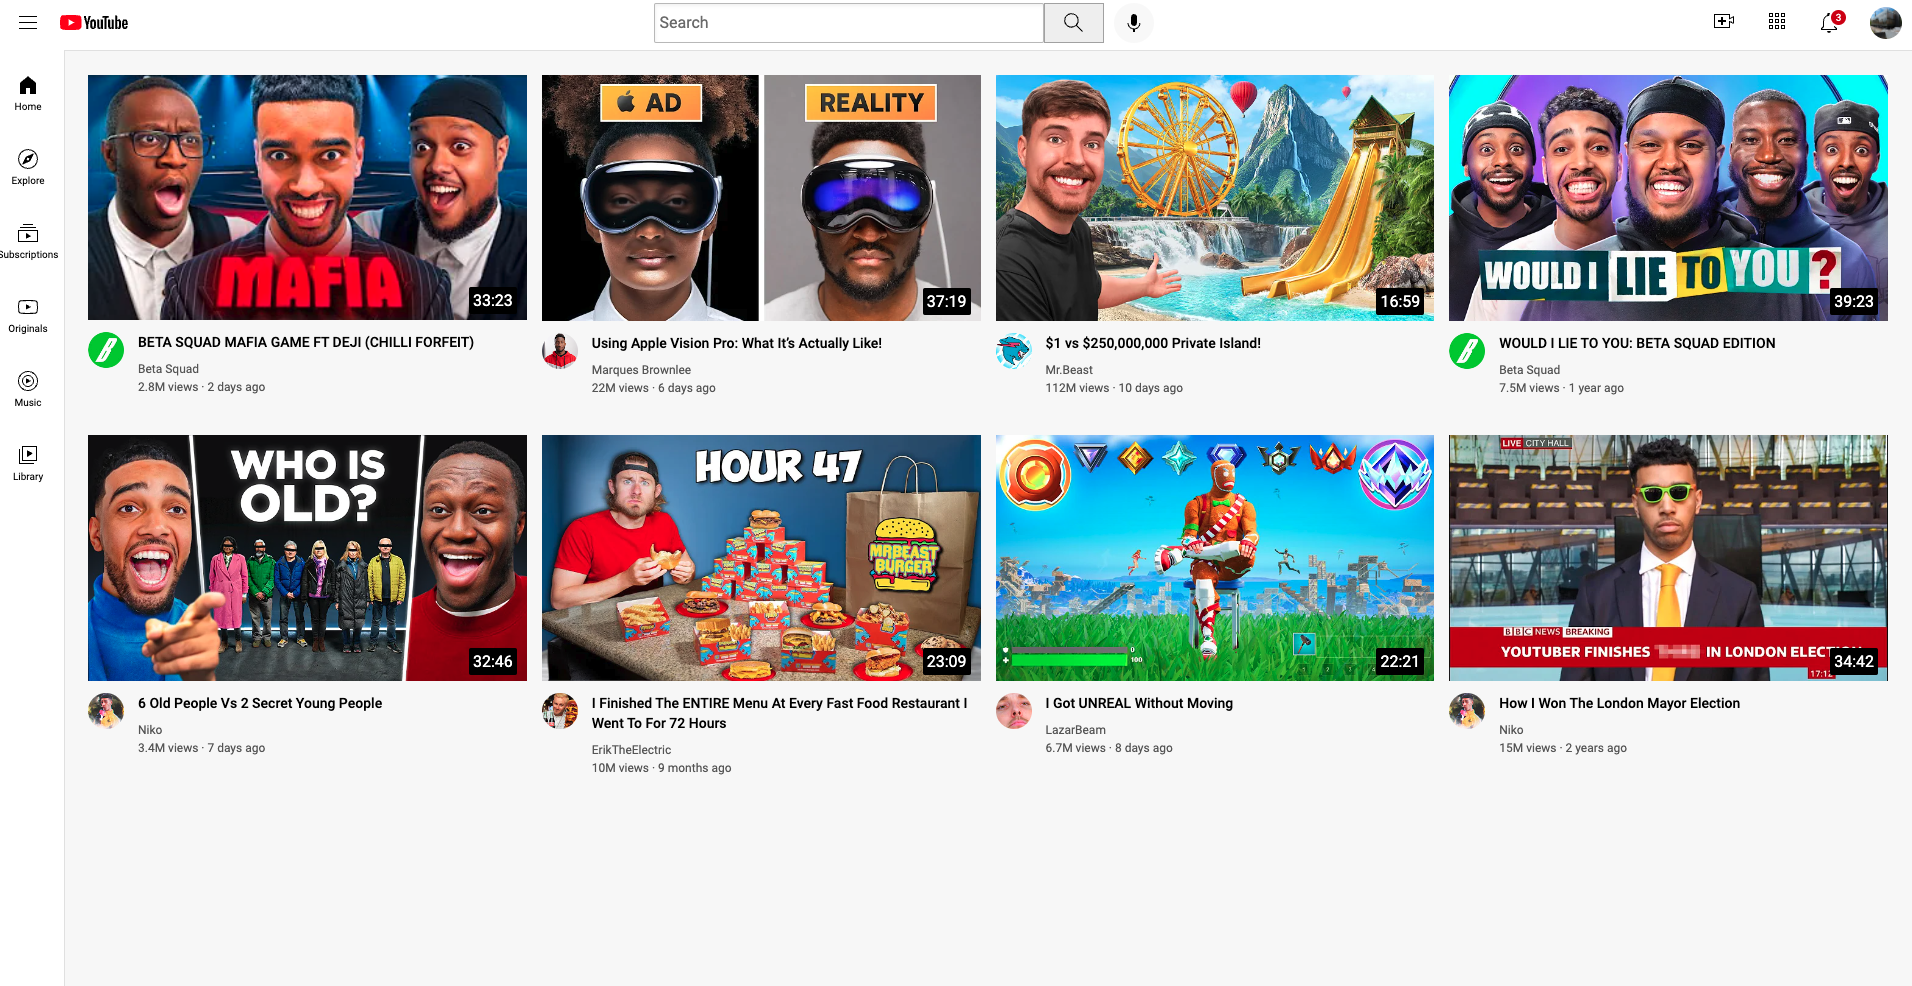 YouTube
Search
3
Home
Explore
Subscriptions
Originals
Music
Library
MAFIA
33:23
BETA SQUAD MAFIA GAME FT DEJI (CHILLI FORFEIT)
Beta Squad
2.8M views · 2 days ago
AD
REALITY
37:19
Using Apple Vision Pro: What It's Actually Like!
Marques Brownlee
22M views · 6 days ago
16:59
$1 vs $250,000,000 Private Island!
Mr.Beast
112M views · 10 days ago
WOULD I LIE TO YOU ?
39:23
WOULD I LIE TO YOU: BETA SQUAD EDITION
Beta Squad
7.5M views · 1 year ago
WHO IS
OLD?
32:46
6 Old People Vs 2 Secret Young People
Niko
3.4M views · 7 days ago
HOUR 47
MRBEAST
BURGER
23:09
I Finished The ENTIRE Menu At Every Fast Food Restaurant I
Went To For 72 Hours
ErikTheElectric
10M views · 9 months ago
0
100
22:21
I Got UNREAL Without Moving
LazarBeam
6.7M views · 8 days ago
LIVE CITY HALL
BBC NEWS BREAKING
YOUTUBER FINISHES IN LONDON ELECTION
17:12
34:42
How I Won The London Mayor Election
Niko
15M views · 2 years ago